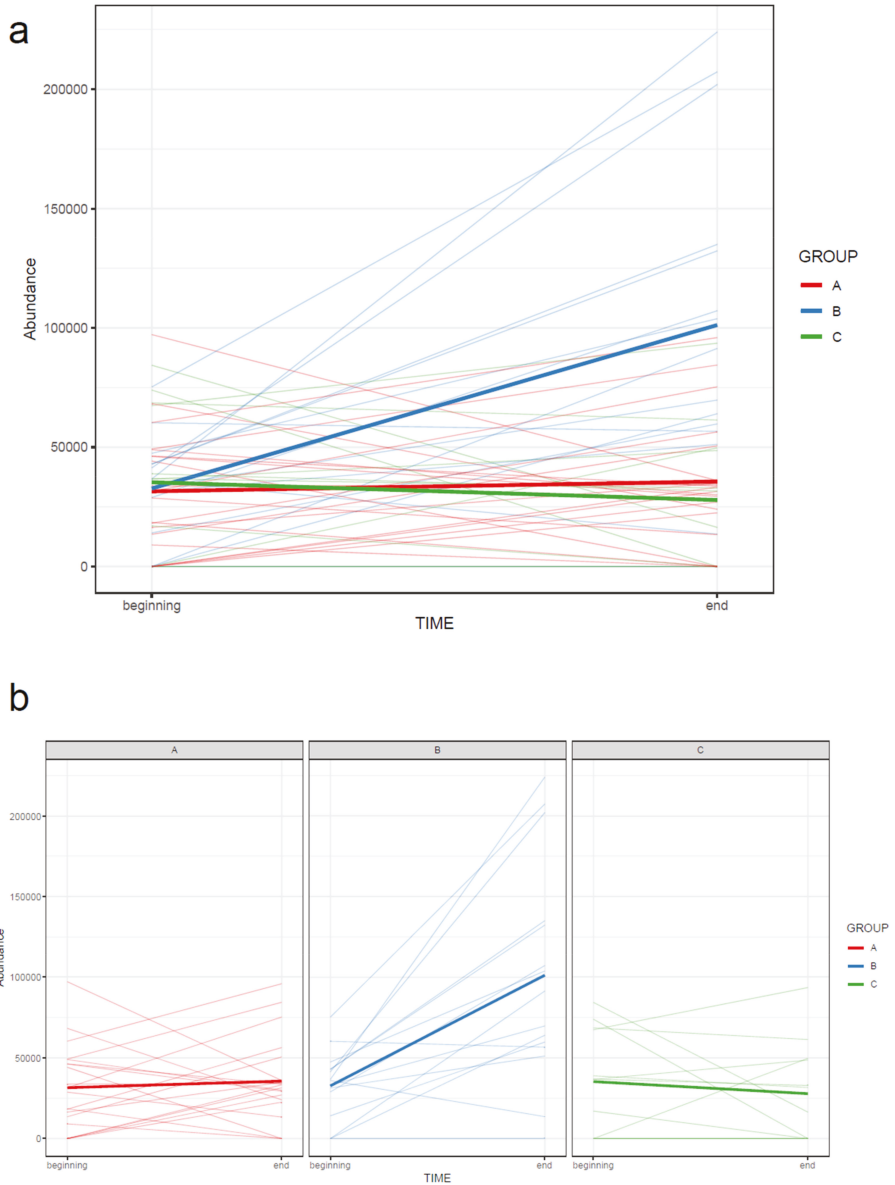 a
200000
150000
100000
50000
0
Abundance
beginning
end
TIME
GROUP
A
B
C
b
A
B
C
200000
150000
100000
50000
0
Abundance
beginning
end
beginning
end
beginning
end
TIME
GROUP
A
B
C